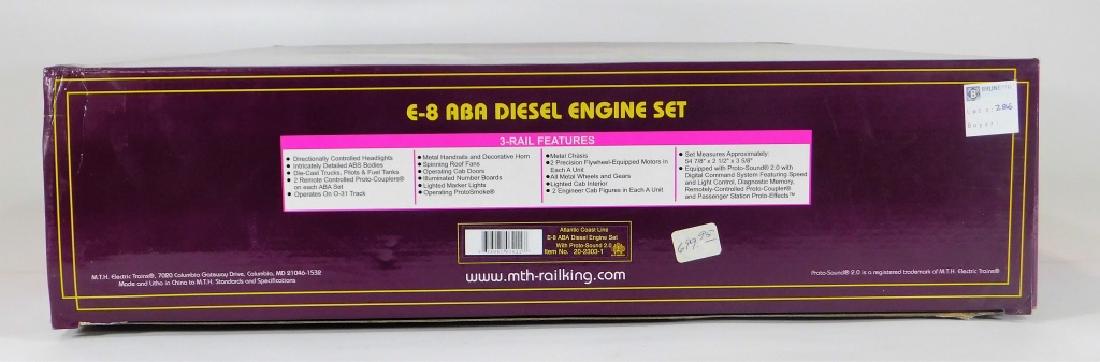 E-8 ABA DIESEL ENGINE SET
3-RAIL FEATURES
• Directionally Controlled Headlights
• Intricately Detailed ABS Bodies
• Die-Cast Trucks, Pilots & Fuel Tanks
• 2 Remote Controlled Proto-Couplers®
on each ABA Set
• Operates On O-31 Track
• Metal Handrails and Decorative Horn
• Spinning Roof Fans
• Operating Cab Doors
• Illuminated Number Boards
• Lighted Marker Lights
• Operating ProtoSmoke®
• Metal Chassis
• 2 Precision Flywheel-Equipped Motors in
Each A Unit
• All Metal Wheels and Gears
• Lighted Cab Interior
• 2 Engineer Cab Figures in Each A Unit
• Set Measures Approximately:
54 7/8" x 2 1/2" x 3 5/8"
• Equipped with Proto-Sound® 2.0 with
Digital Command System Featuring Speed
and Light Control, Diagnostic Memory,
Remotely-Controlled Proto-Coupler®
and Passenger Station Proto-Effects™
Lot: 286
Buyer:
Atlantic Coast Line
E-8 ABA Diesel Engine Set
With Proto-Sound 2.0
Item No. 20-2303-1
649.95
www.mth-railking.com
M.T.H. Electric Trains®, 7020 Columbia Gateway Drive, Columbia, MD 21046-1532
Made and Liths in China to M.T.H. Standards and Specifications
Proto-Sound® 2.0 is a registered trademark of M.T.H. Electric Trains®